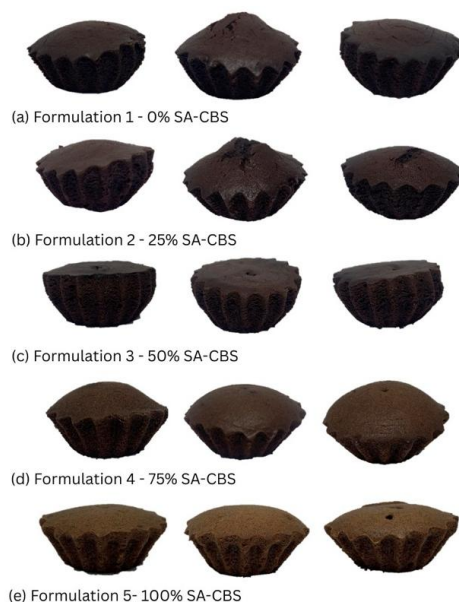 (a) Formulation 1 - 0% SA-CBS
(b) Formulation 2 - 25% SA-CBS
(c) Formulation 3 - 50% SA-CBS
(d) Formulation 4 - 75% SA-CBS
(e) Formulation 5- 100% SA-CBS